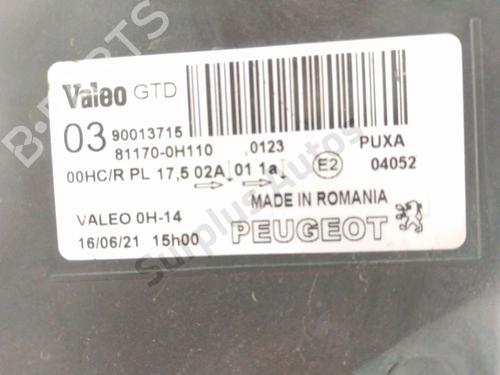 Valeo GTD
03 90013715
81170-0H110 ,0123 PUXA
00HC/R PL 17,5 02A 01 1a E2 04052
MADE IN ROMANIA
VALEO 0H-14
16/06/21 15h00 PEUGEOT
B-PARTS
Surplus Autos